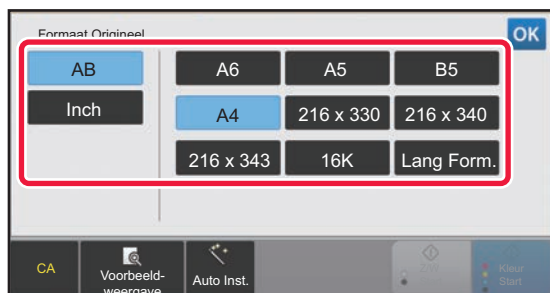 Formaat Origineel
OK
AB
A6
A5
B5
Inch
A4
216 x 330
216 x 340
216 x 343
16K
Lang Form.
CA
Voorbeeld-
weergave
Auto Inst.
Kleur
Start